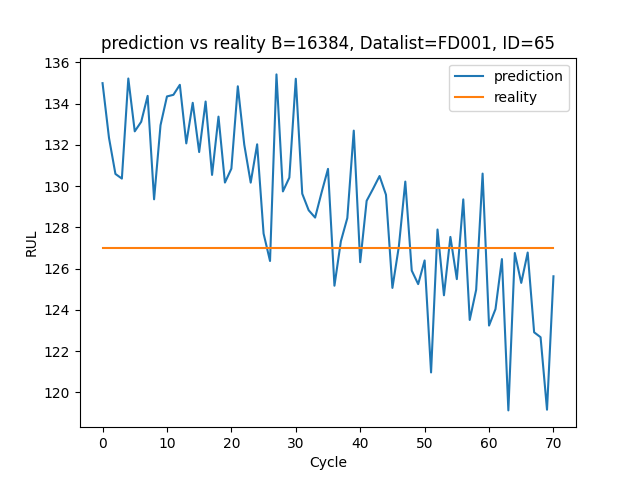 prediction vs reality B=16384, Datalist=FD001, ID=65
prediction
reality
RUL
136
134
132
130
128
126
124
122
120
0 10 20 30 40 50 60 70
Cycle